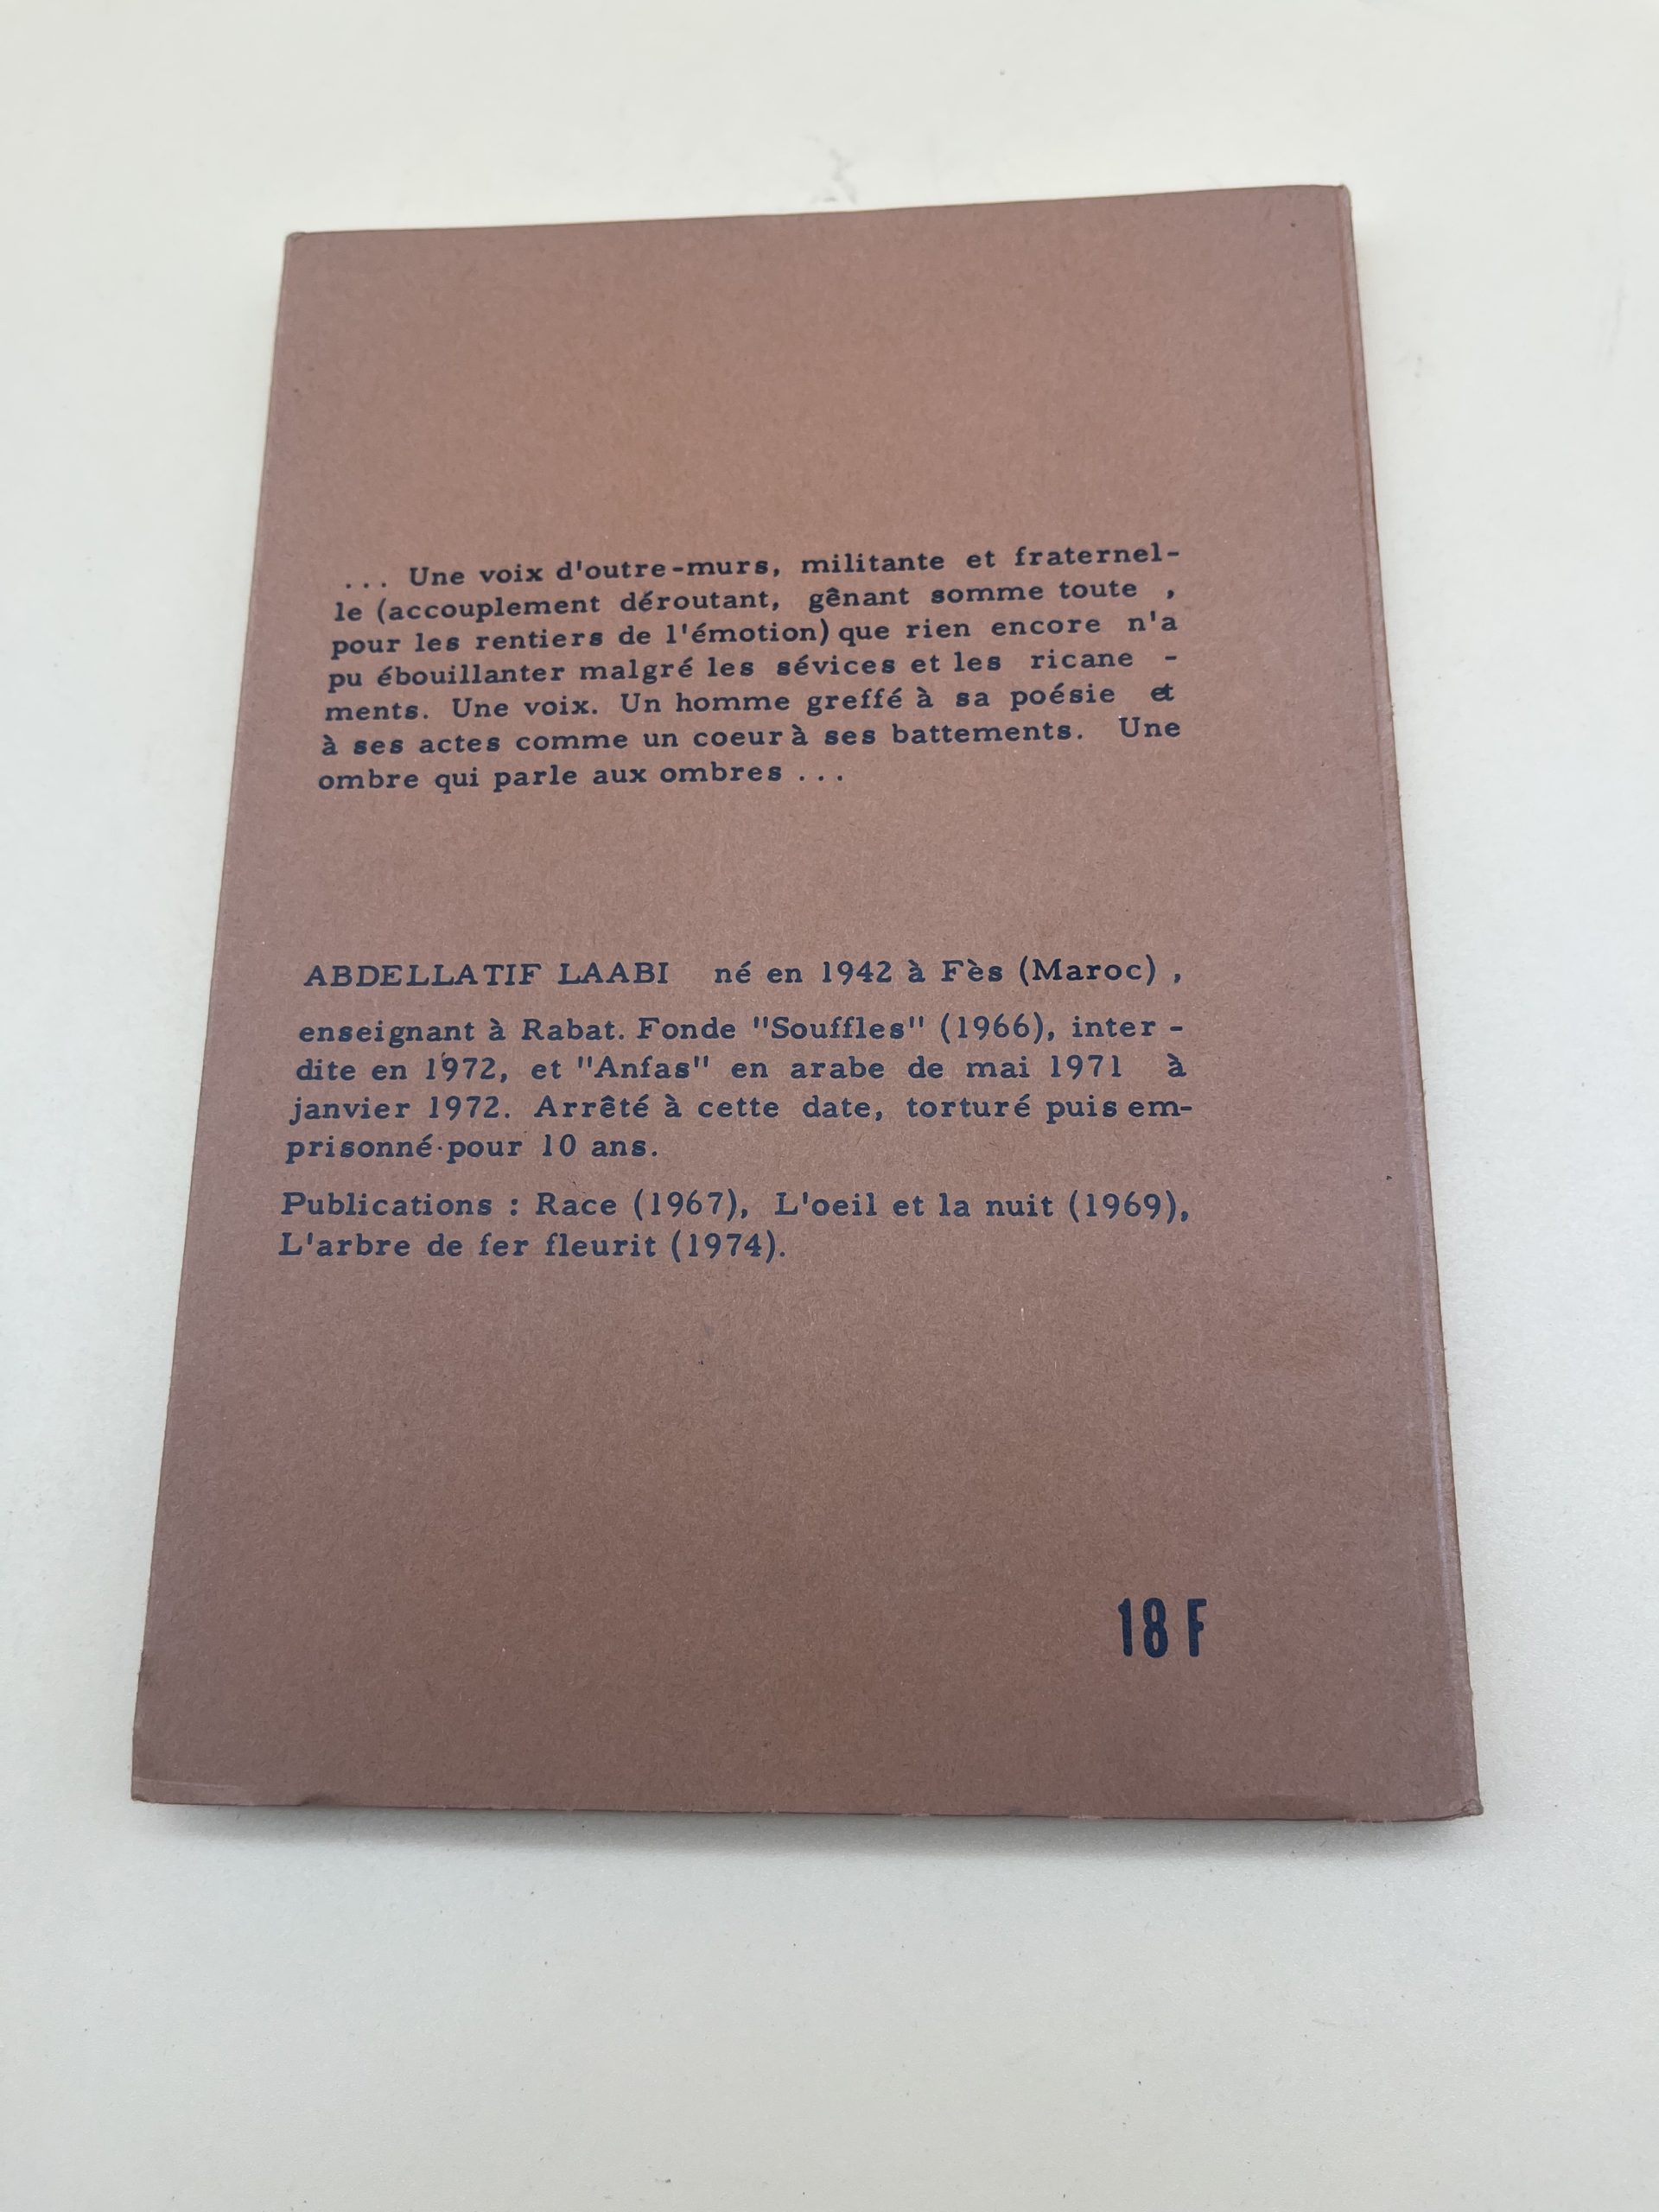 ... Une voix d'outre-murs, militante et fraternel-
le (accouplement déroutant, gênant somme toute ,
pour les rentiers de l'émotion) que rien encore n'a
pu ébouillanter malgré les sévices et les ricane -
ments. Une voix. Un homme greffé à sa poésie et
à ses actes comme un coeur à ses battements. Une
ombre qui parle aux ombres ...
ABDELLATIF LAABI né en 1942 à Fès (Maroc) ,
enseignant à Rabat. Fonde "Souffles" (1966), inter -
dite en 1972, et "Anfas" en arabe de mai 1971 à
janvier 1972. Arrêté à cette date, torturé puis em-
prisonné pour 10 ans.
Publications : Race (1967), L'oeil et la nuit (1969),
L'arbre de fer fleurit (1974).
18 F